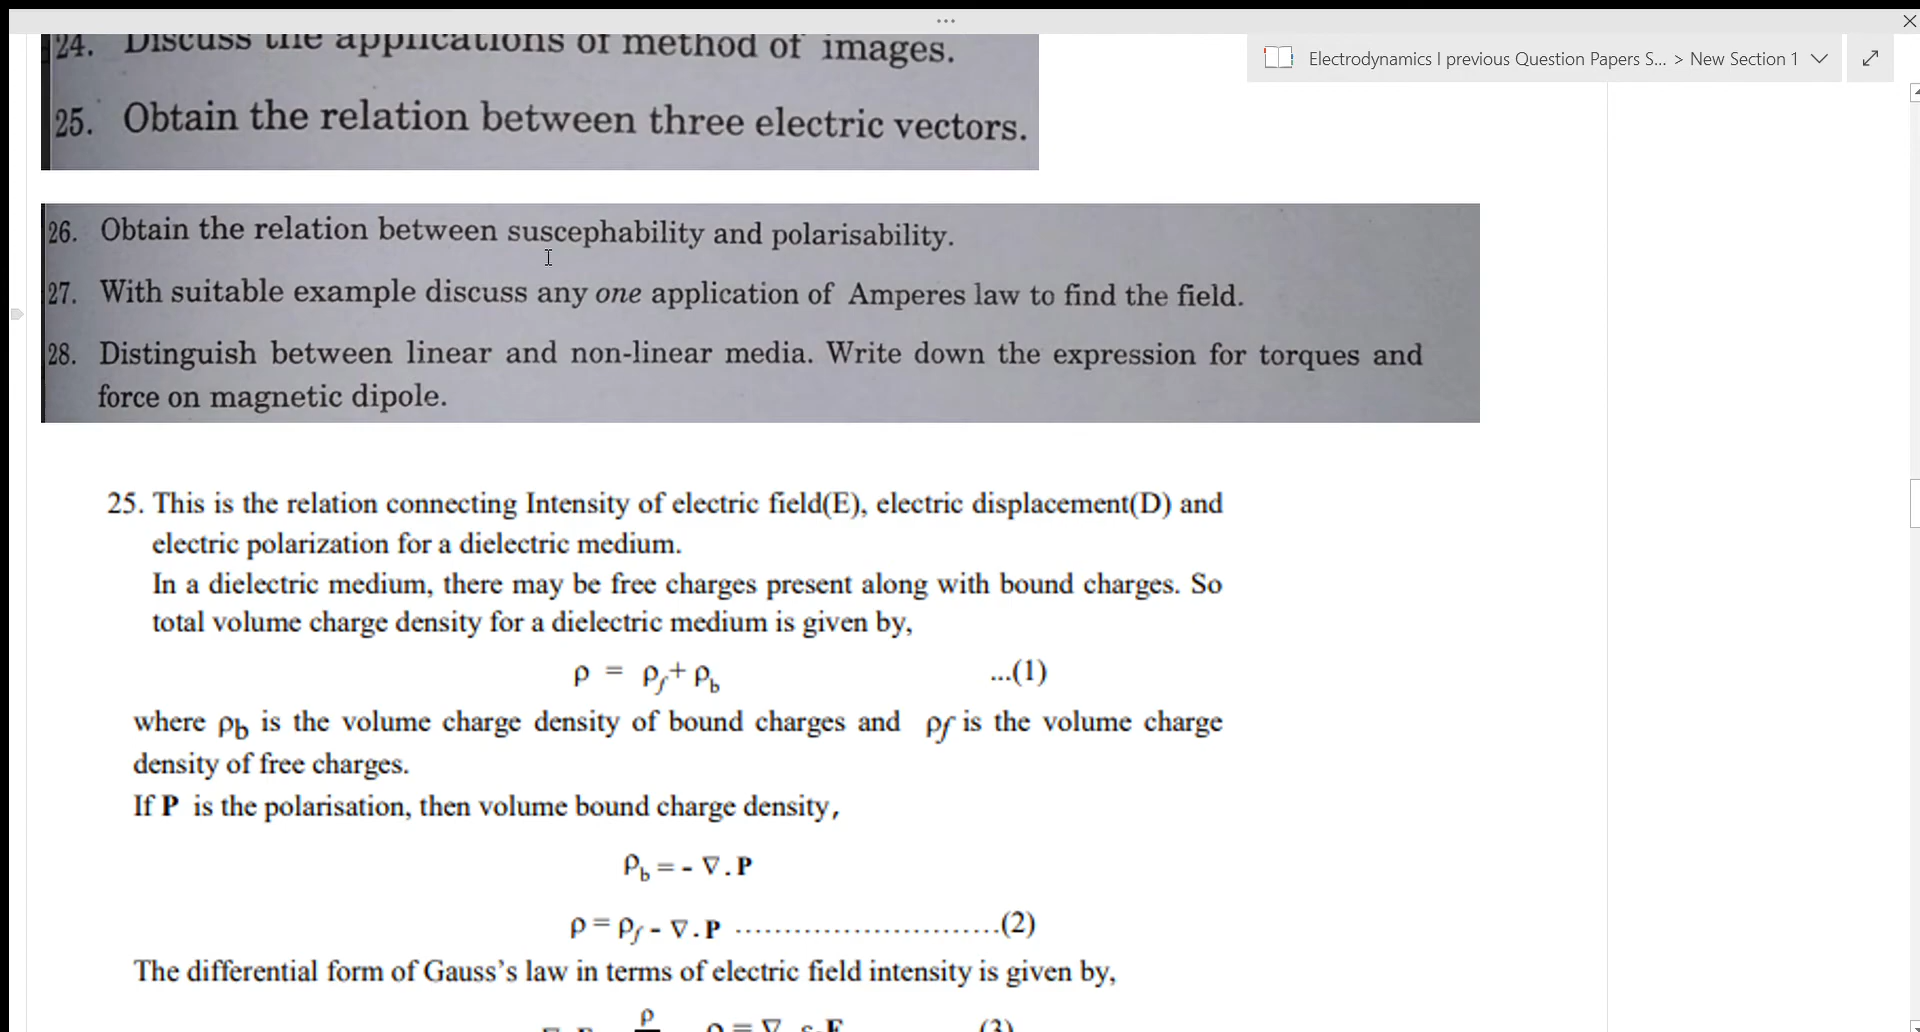 ...
Electrodynamics I previous Question Papers S... > New Section 1
24. Discuss the applications of method of images.
25. Obtain the relation between three electric vectors.
26. Obtain the relation between suscephability and polarisability.
27. With suitable example discuss any one application of Amperes law to find the field.
28. Distinguish between linear and non-linear media. Write down the expression for torques and
force on magnetic dipole.
25. This is the relation connecting Intensity of electric field(E), electric displacement(D) and
electric polarization for a dielectric medium.
In a dielectric medium, there may be free charges present along with bound charges. So
total volume charge density for a dielectric medium is given by,
ρ = ρf + ρb ...(1)
where ρb is the volume charge density of bound charges and ρf is the volume charge
density of free charges.
If P is the polarisation, then volume bound charge density,
ρb = - ∇ . P
ρ = ρf - ∇ . P ............................(2)
The differential form of Gauss's law in terms of electric field intensity is given by,